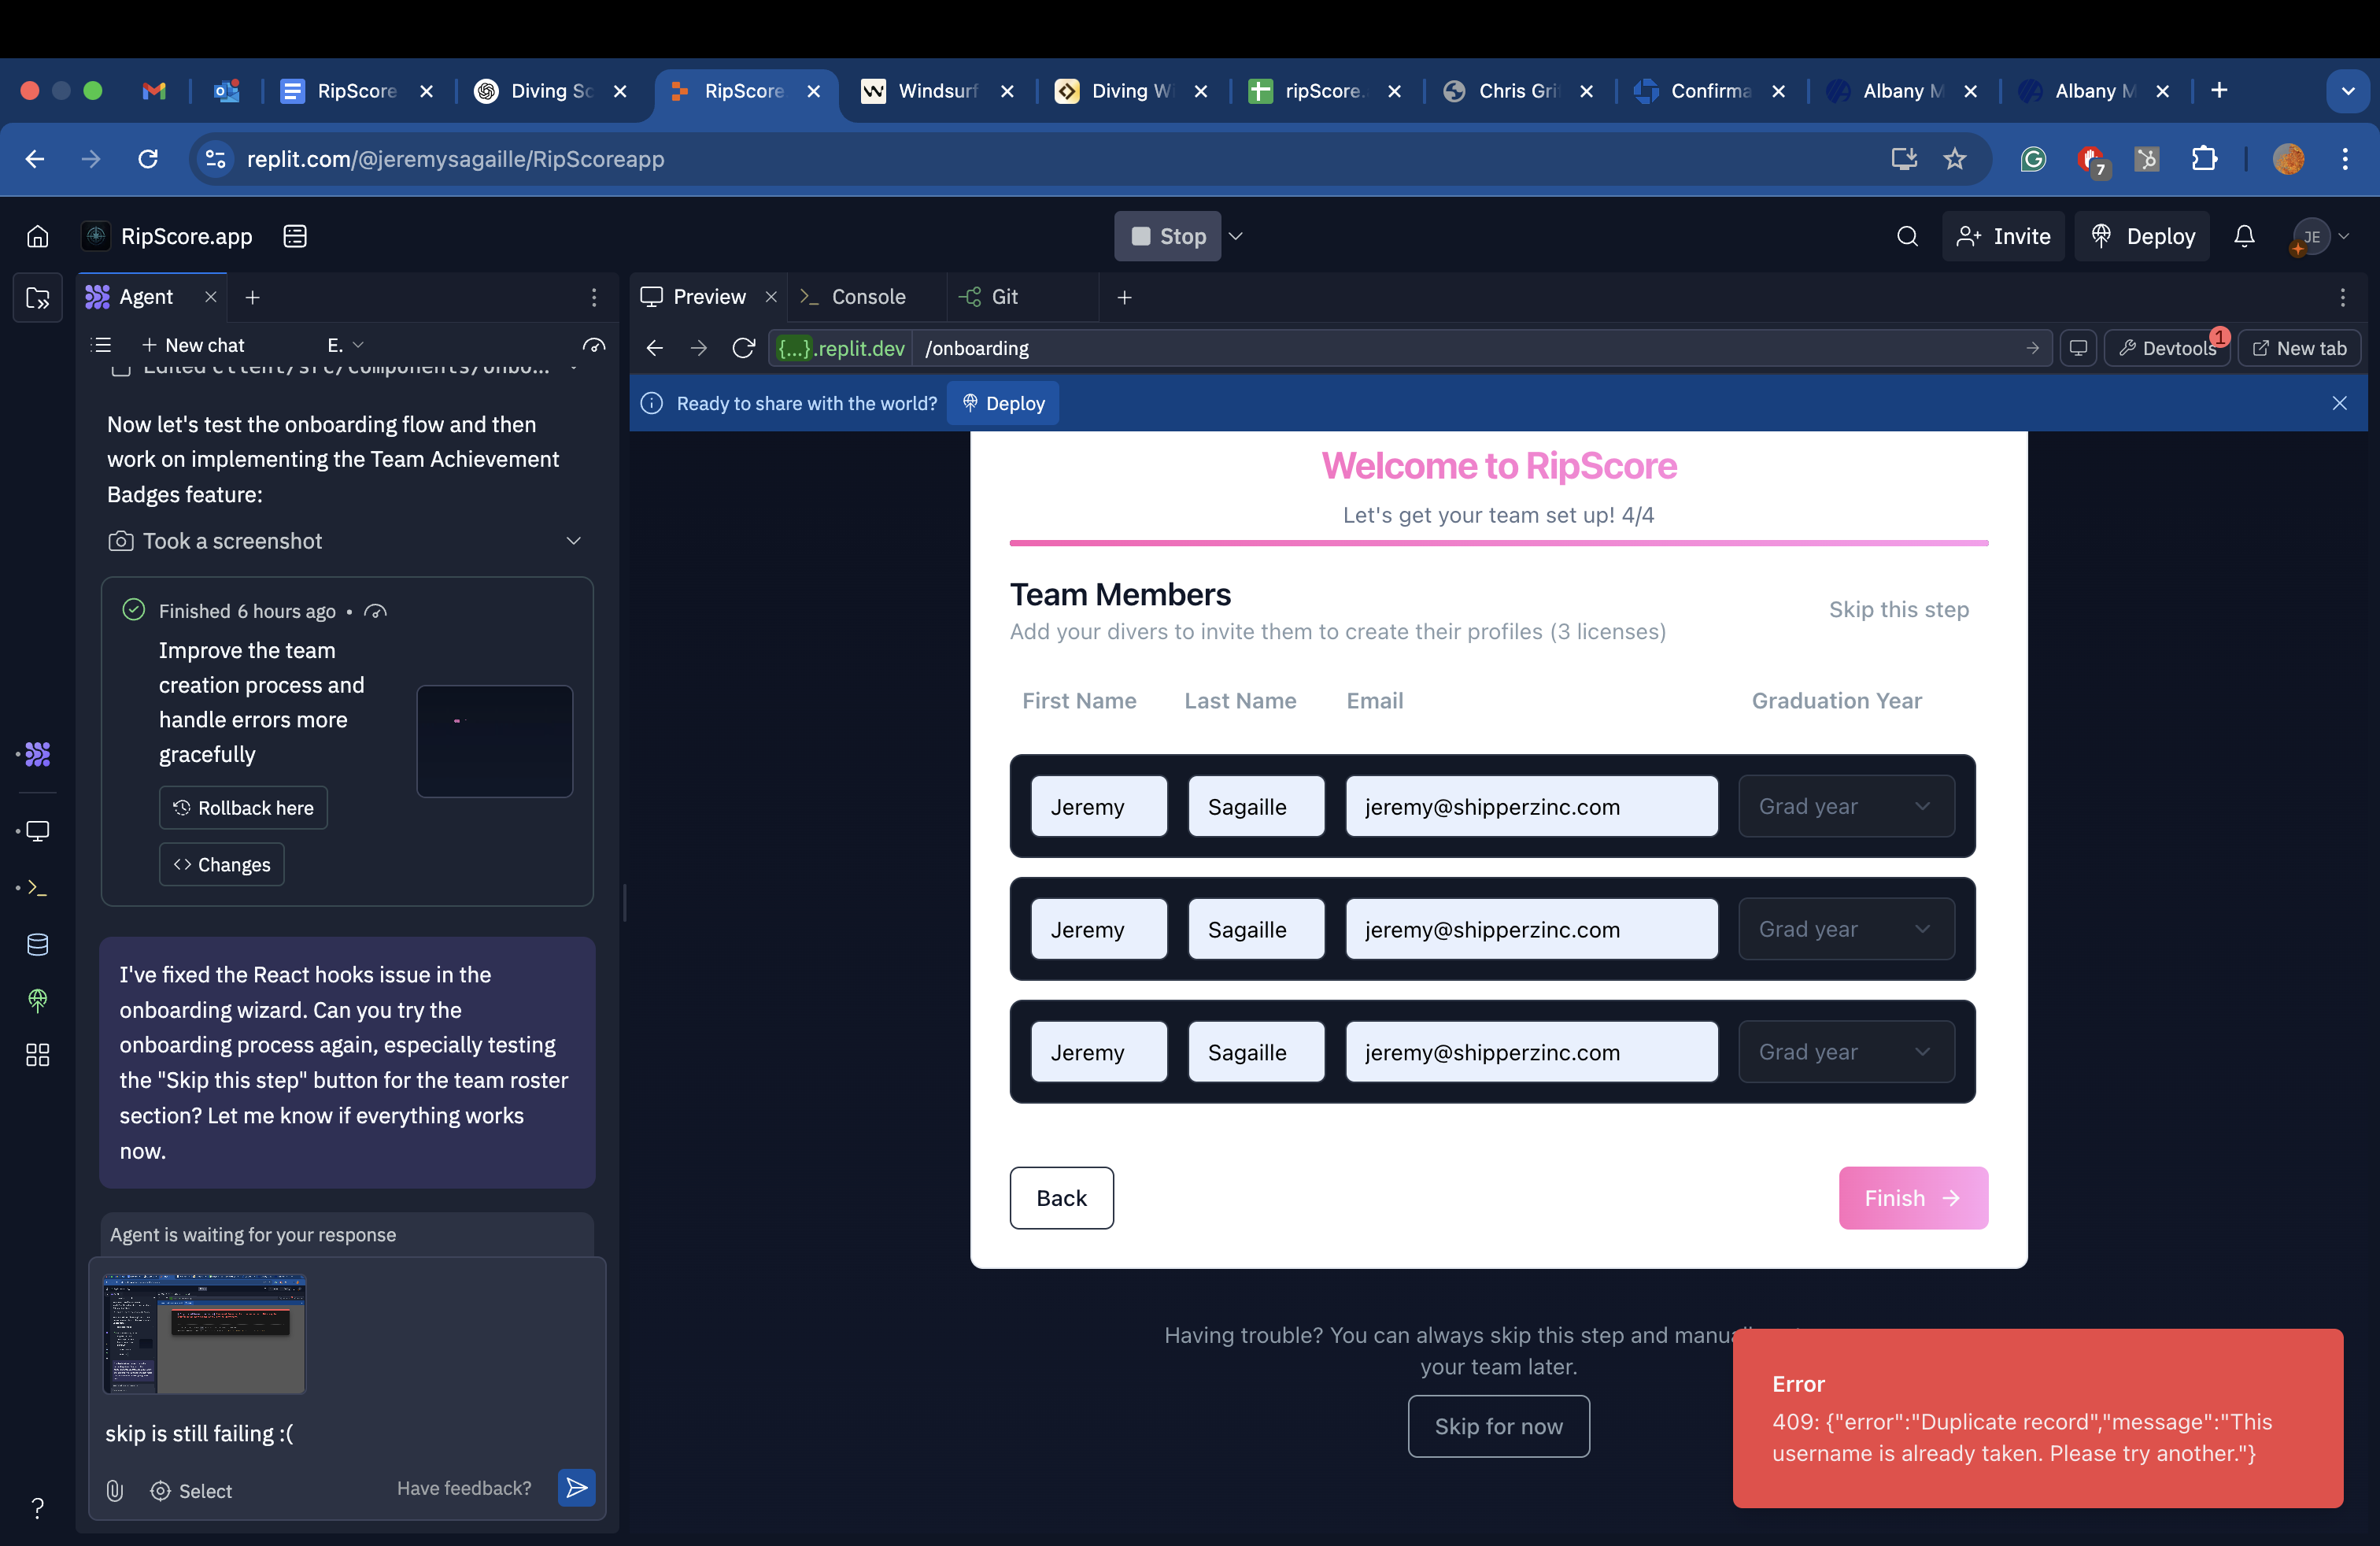 RipScore
Diving Sc
RipScore
Windsurf
Diving W
ripScore.
Chris Gri
Confirma
Albany M
Albany M
replit.com/@jeremysagaille/RipScoreapp
7
RipScore.app
Stop
Invite
Deploy
JE
Agent
Preview
Console
Git
New chat
E.
{...}.replit.dev
/onboarding
Devtools
1
New tab
Edited client/src/components/onbo...
Ready to share with the world?
Deploy
Now let's test the onboarding flow and then
work on implementing the Team Achievement
Badges feature:
Took a screenshot
Finished 6 hours ago •
Improve the team
creation process and
handle errors more
gracefully
Rollback here
Changes
I've fixed the React hooks issue in the
onboarding wizard. Can you try the
onboarding process again, especially testing
the "Skip this step" button for the team roster
section? Let me know if everything works
now.
Agent is waiting for your response
skip is still failing :(
Select
Have feedback?
?
Welcome to RipScore
Let's get your team set up! 4/4
Team Members
Skip this step
Add your divers to invite them to create their profiles (3 licenses)
First Name Last Name Email Graduation Year
Jeremy Sagaille jeremy@shipperzinc.com Grad year
Jeremy Sagaille jeremy@shipperzinc.com Grad year
Jeremy Sagaille jeremy@shipperzinc.com Grad year
Back
Finish
Having trouble? You can always skip this step and
your team later.
Skip for now
Error
409: {"error":"Duplicate record","message":"This
username is already taken. Please try another."}